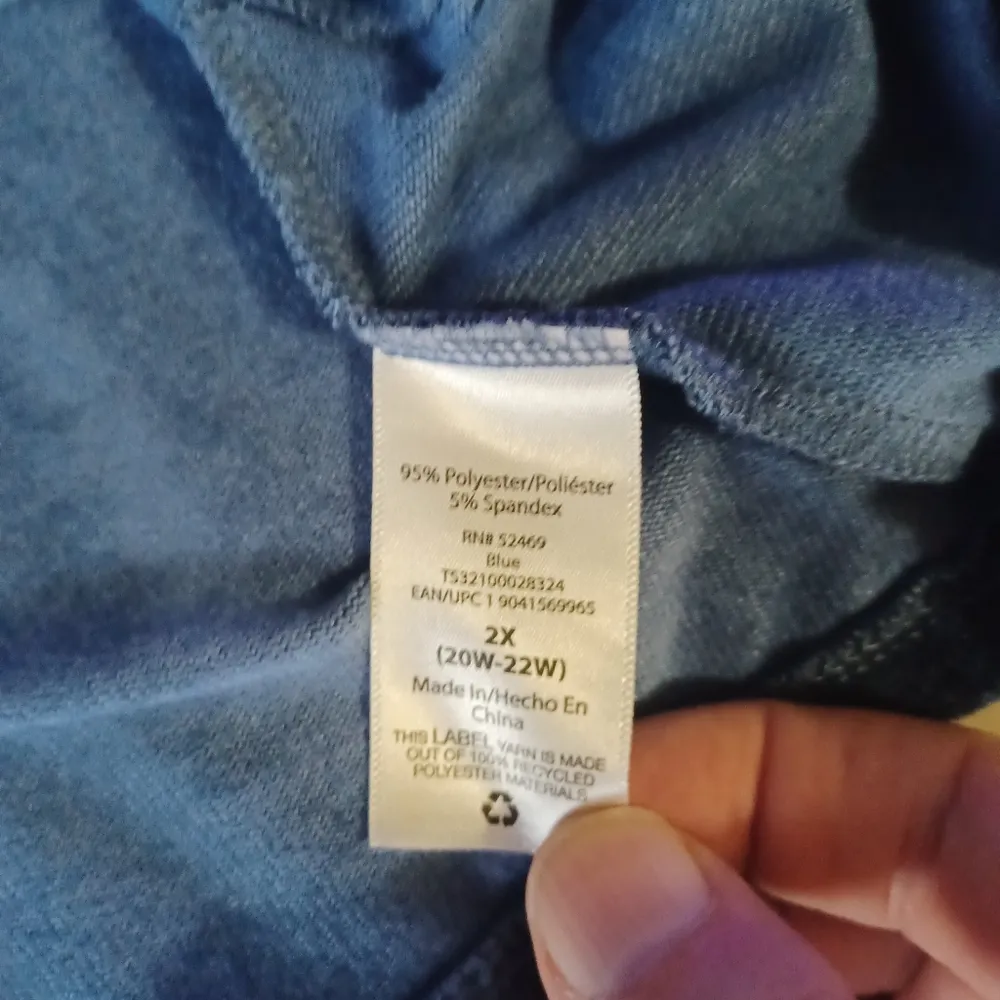 95% Polyester/Poliéster
5% Spandex
RN# 52469
Blue
TS32100028324
EAN/UPC 1 9041569965
2X
(20W-22W)
Made In/Hecho En
China
THIS LABEL YARN IS MADE
OUT OF 100% RECYCLED
POLYESTER MATERIALS